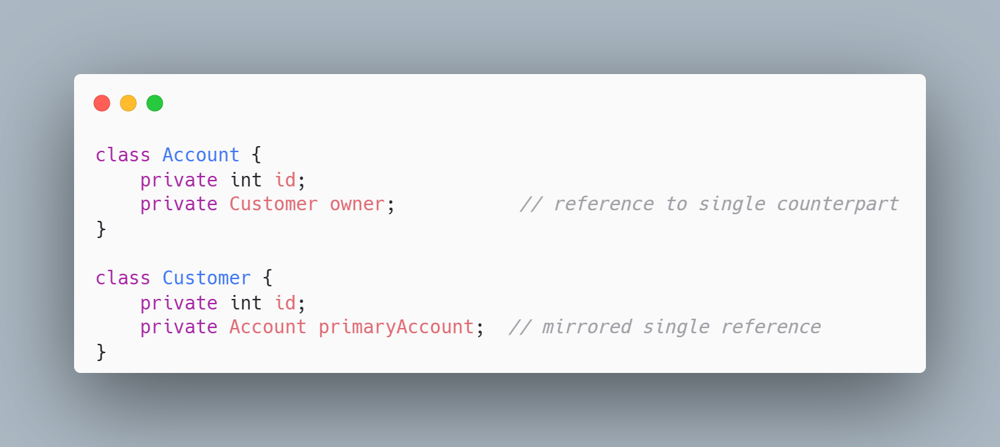 class Account {
    private int id;
    private Customer owner;           // reference to single counterpart
}

class Customer {
    private int id;
    private Account primaryAccount;  // mirrored single reference
}